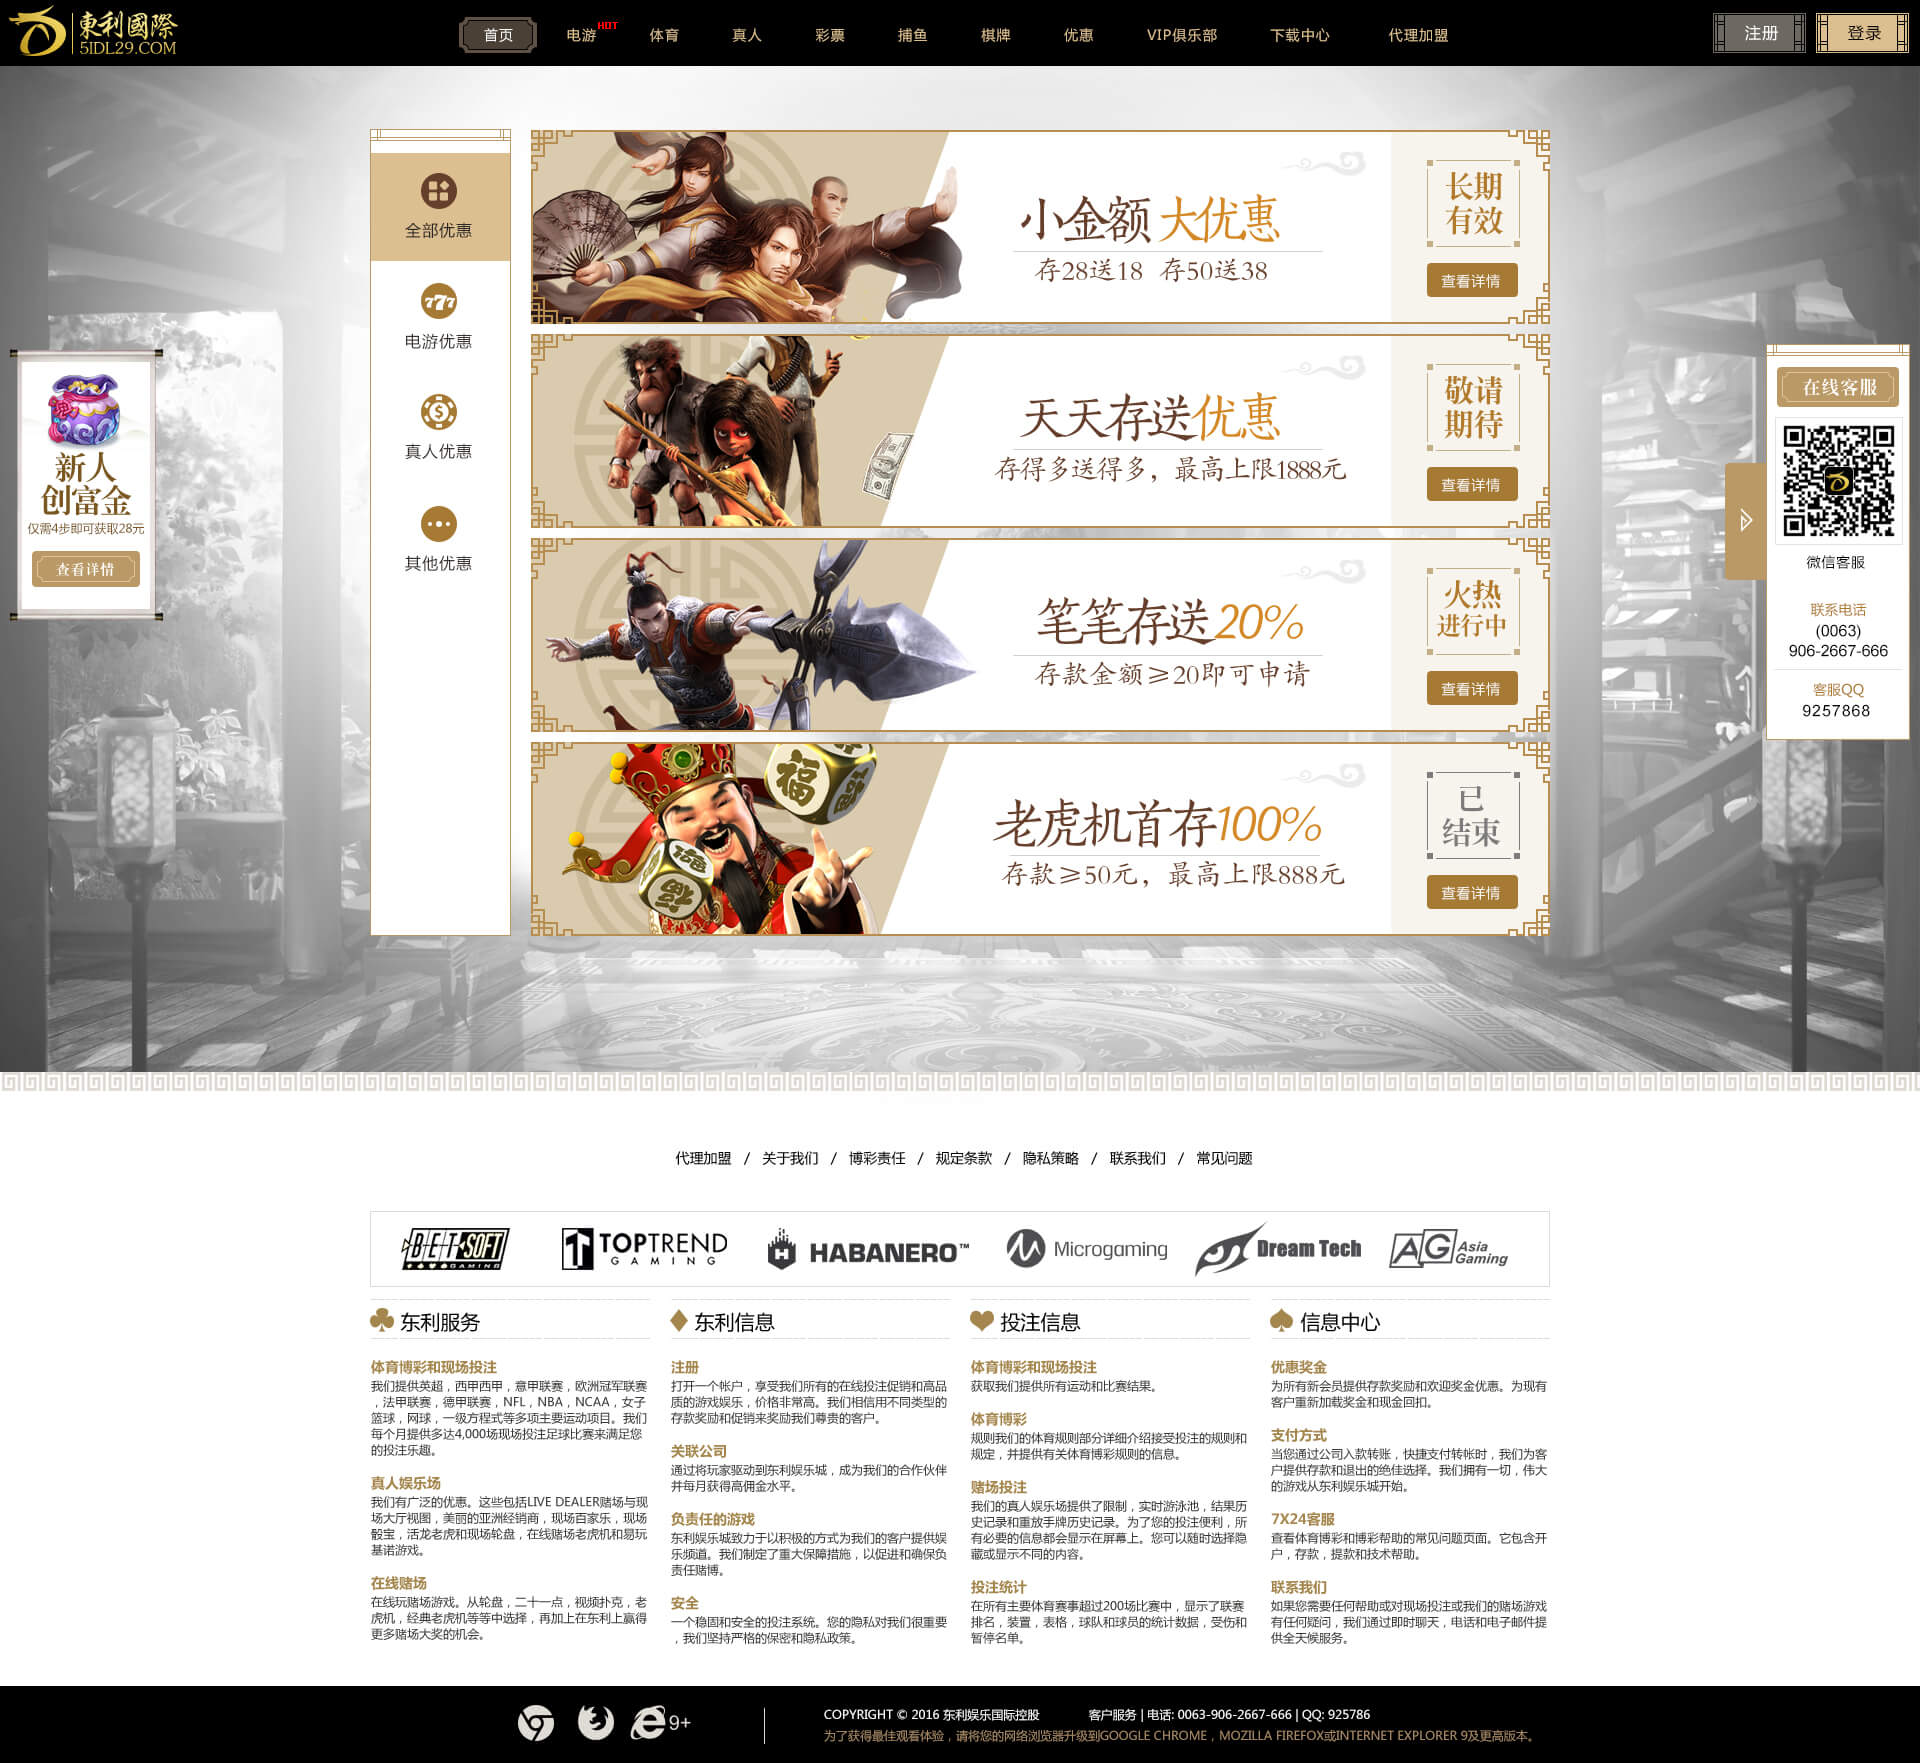 東利國際
5IDL29.COM
首页
电游
HOT
体育
真人
彩票
捕鱼
棋牌
优惠
VIP俱乐部
下载中心
代理加盟
注册
登录
全部优惠
电游优惠
真人优惠
其他优惠
小金额 大优惠
存28送18 存50送38
长期
有效
查看详情
天天存送优惠
存得多送得多，最高上限1888元
敬请
期待
查看详情
笔笔存送20%
存款金额≥20即可申请
火热
进行中
查看详情
福
老虎机首存100%
存款≥50元，最高上限888元
已
结束
查看详情
新人
创富金
仅需4步即可获取28元
查看详情
在线客服
微信客服
联系电话
(0063)
906-2667-666
客服QQ
9257868
代理加盟 / 关于我们 / 博彩责任 / 规定条款 / 隐私策略 / 联系我们 / 常见问题
BETSOFT
GAMING
TOPTREND
GAMING
HABANERO™
Microgaming
Dream Tech
AG Asia
Gaming
东利服务
体育博彩和现场投注
我们提供英超，西甲西甲，意甲联赛，欧洲冠军联赛
，法甲联赛，德甲联赛，NFL，NBA，NCAA，女子
篮球，网球，一级方程式等多项主要运动项目。我们
每个月提供多达4,000场现场投注足球比赛来满足您
的投注乐趣。
真人娱乐场
我们有广泛的优惠。这些包括LIVE DEALER赌场与现
场大厅视图，美丽的亚洲经销商，现场百家乐，现场
骰宝，活龙老虎和现场轮盘，在线赌场老虎机和易玩
基诺游戏。
在线赌场
在线玩赌场游戏。从轮盘，二十一点，视频扑克，老
虎机，经典老虎机等等中选择，再加上在东利上赢得
更多赌场大奖的机会。
东利信息
注册
打开一个帐户，享受我们所有的在线投注促销和高品
质的游戏娱乐，价格非常高。我们相信用不同类型的
存款奖励和促销来奖励我们尊贵的客户。
关联公司
通过将玩家驱动到东利娱乐城，成为我们的合作伙伴
并每月获得高佣金水平。
负责任的游戏
东利娱乐城致力于以积极的方式为我们的客户提供娱
乐频道。我们制定了重大保障措施，以促进和确保负
责任赌博。
安全
一个稳固和安全的投注系统。您的隐私对我们很重要
，我们坚持严格的保密和隐私政策。
投注信息
体育博彩和现场投注
获取我们提供所有运动和比赛结果。
体育博彩
规则我们的体育规则部分详细介绍接受投注的规则和
规定，并提供有关体育博彩规则的信息。
赌场投注
我们的真人娱乐场提供了限制，实时游泳池，结果历
史记录和重放手牌历史记录。为了您的投注便利，所
有必要的信息都会显示在屏幕上。您可以随时选择隐
藏或显示不同的内容。
投注统计
在所有主要体育赛事超过200场比赛中，显示了联赛
排名，装置，表格，球队和球员的统计数据，受伤和
暂停名单。
信息中心
优惠奖金
为所有新会员提供存款奖励和欢迎奖金优惠。为现有
客户重新加载奖金和现金回扣。
支付方式
当您通过公司入款转账，快捷支付转帐时，我们为客
户提供存款和退出的绝佳选择。我们拥有一切，伟大
的游戏从东利娱乐城开始。
7X24客服
查看体育博彩和博彩帮助的常见问题页面。它包含开
户，存款，提款和技术帮助。
联系我们
如果您需要任何帮助或对现场投注或我们的赌场游戏
有任何疑问，我们通过即时聊天，电话和电子邮件提
供全天候服务。
9+
COPYRIGHT © 2016 东利娱乐国际控股 客户服务 | 电话: 0063-906-2667-666 | QQ: 925786
为了获得最佳观看体验，请将您的网络浏览器升级到GOOGLE CHROME，MOZILLA FIREFOX或INTERNET EXPLORER 9及更高版本。